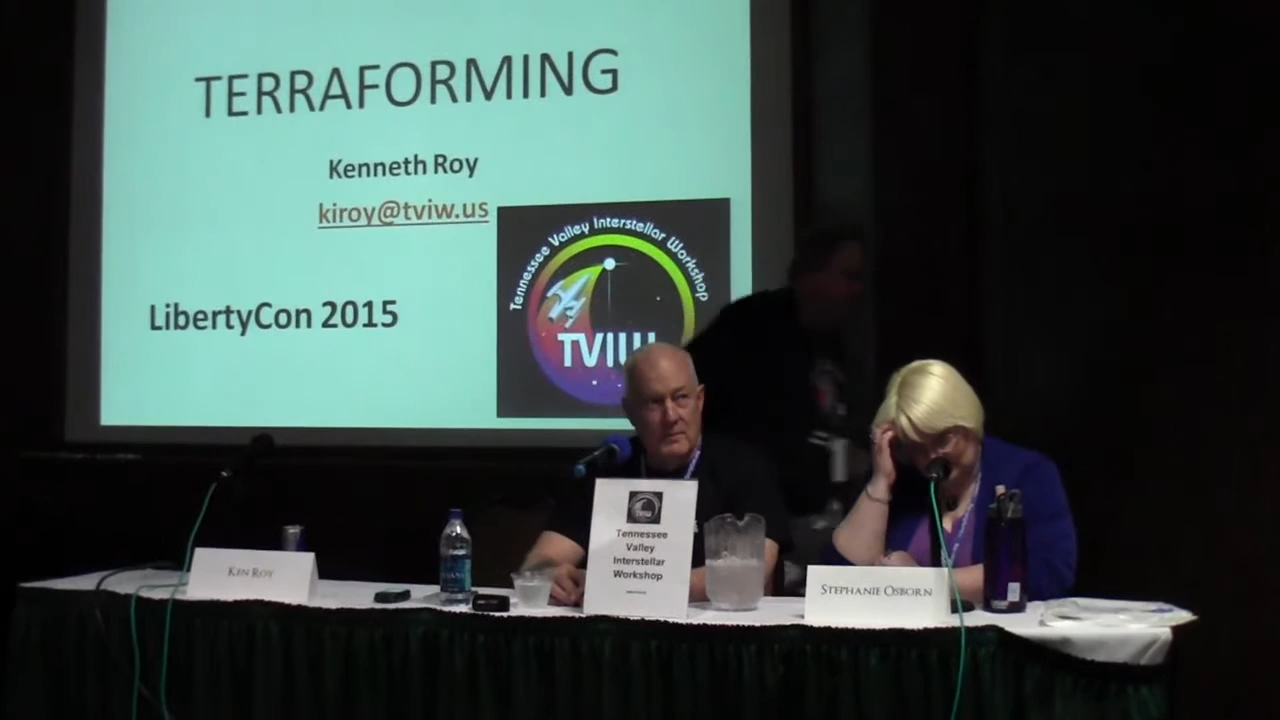 TERRAFORMING
Kenneth Roy
kiroy@tviw.us
LibertyCon 2015
Tennessee Valley Interstellar Workshop
TVIW
TVIW
Tennessee
Valley
Interstellar
Workshop
KEN ROY
STEPHANIE OSBORN